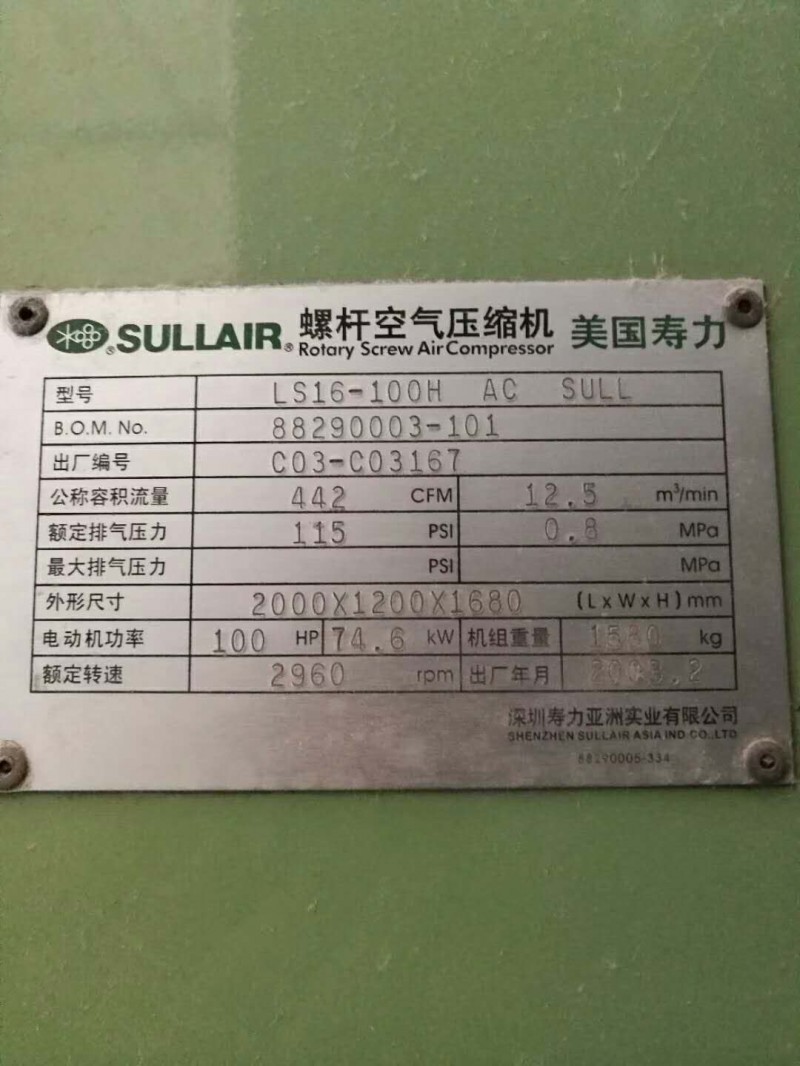 SULLAIR® 螺杆空气压缩机 美国寿力
Rotary Screw Air Compressor
型号 LS16-100H AC SULL
B.O.M. No. 88290003-101
出厂编号 C03-C03167
公称容积流量 442 CFM 12.5 m³/min
额定排气压力 115 PSI 0.8 MPa
最大排气压力 PSI MPa
外形尺寸 2000X1200X1680 (LxWxH)mm
电动机功率 100 HP 74.6 kW 机组重量 kg
额定转速 2960 rpm 出厂年月 2003.2
深圳寿力亚洲实业有限公司
SHENZHEN SULLAIR ASIA IND CO.,LTD
88290005-334